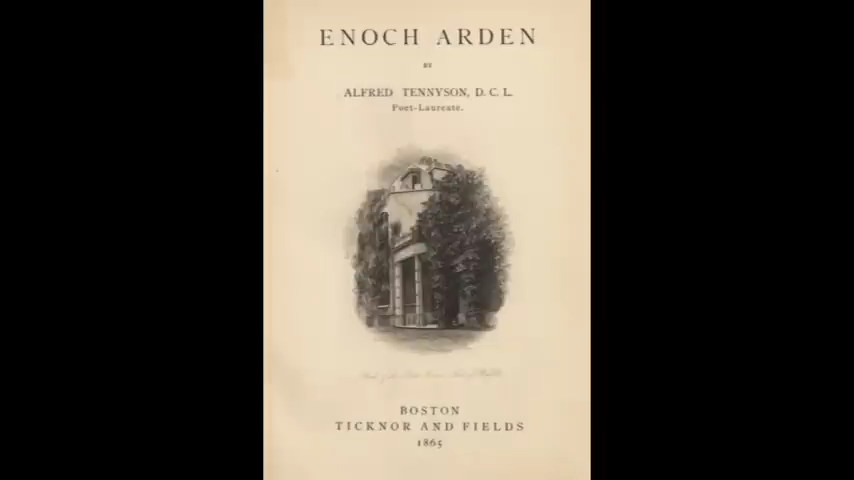 ENOCH ARDEN
BY
ALFRED TENNYSON, D. C. L.
Poet-Laureate.
BOSTON
TICKNOR AND FIELDS
1865